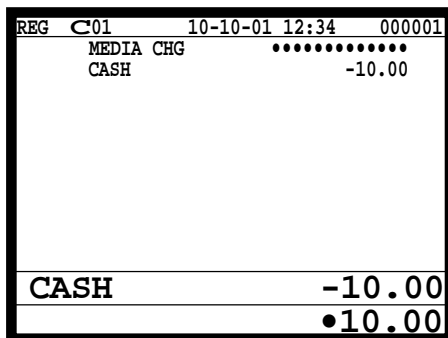 REG C01 10-10-01 12:34 000001
MEDIA CHG •••••••••••••
CASH -10.00
CASH -10.00
•10.00